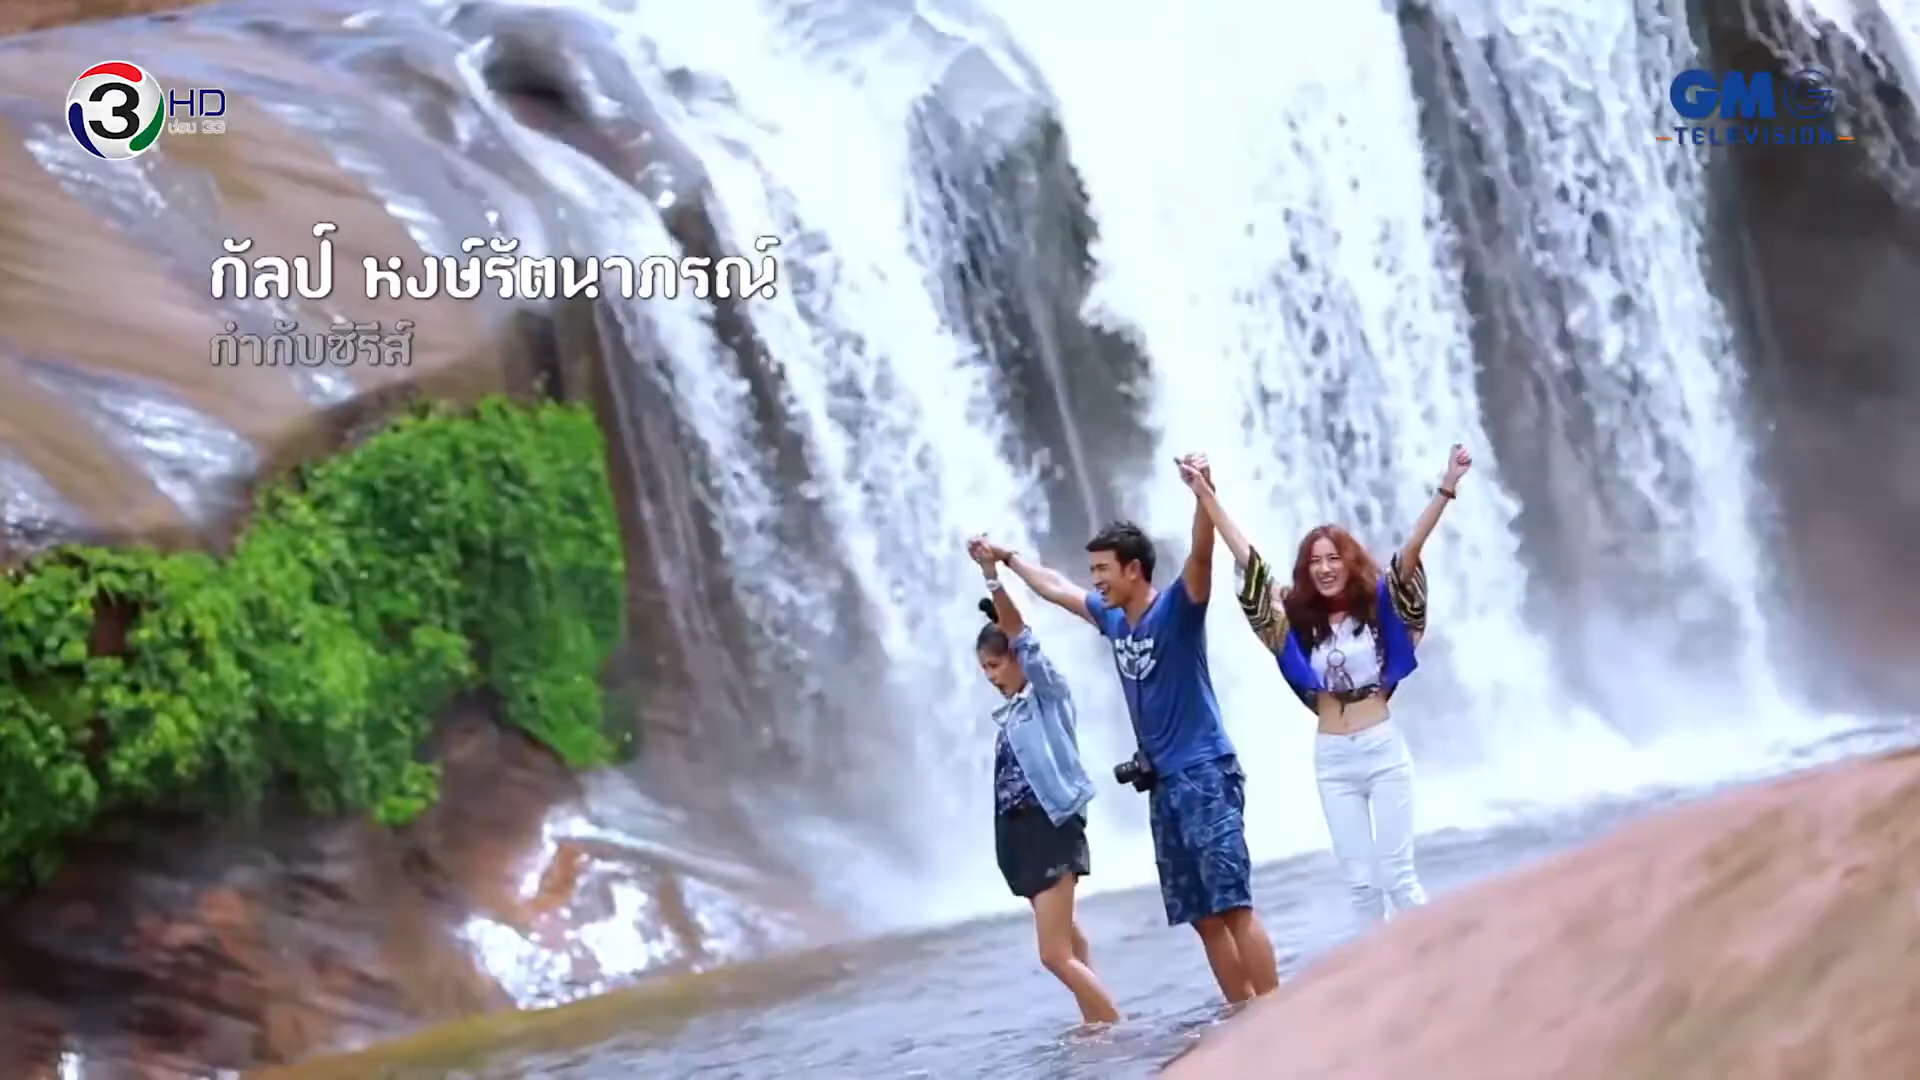 3 HD
ช่อง 33
GMG
TELEVISION
กัลป์ หงษ์รัตนาภรณ์
กำกับซีรีส์